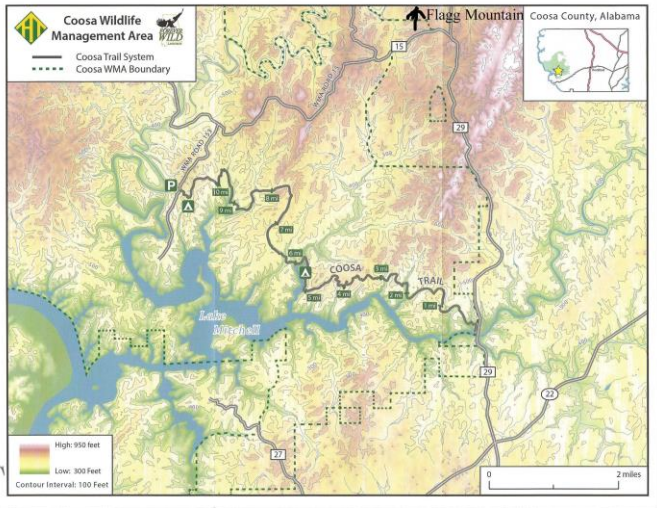 Coosa Wildlife
Management Area
FOREVER
WILD
Coosa Trail System
Coosa WMA Boundary
Flagg Mountain
Coosa County, Alabama
15
29
P
10 mi
9 mi
8 mi
7 mi
6 mi
5 mi
4 mi
3 mi
2 mi
1 mi
COOSA
TRAIL
Lake
Mitchell
29
22
27
High: 950 feet
Low: 300 Feet
Contour Interval: 100 Feet
0
2 miles